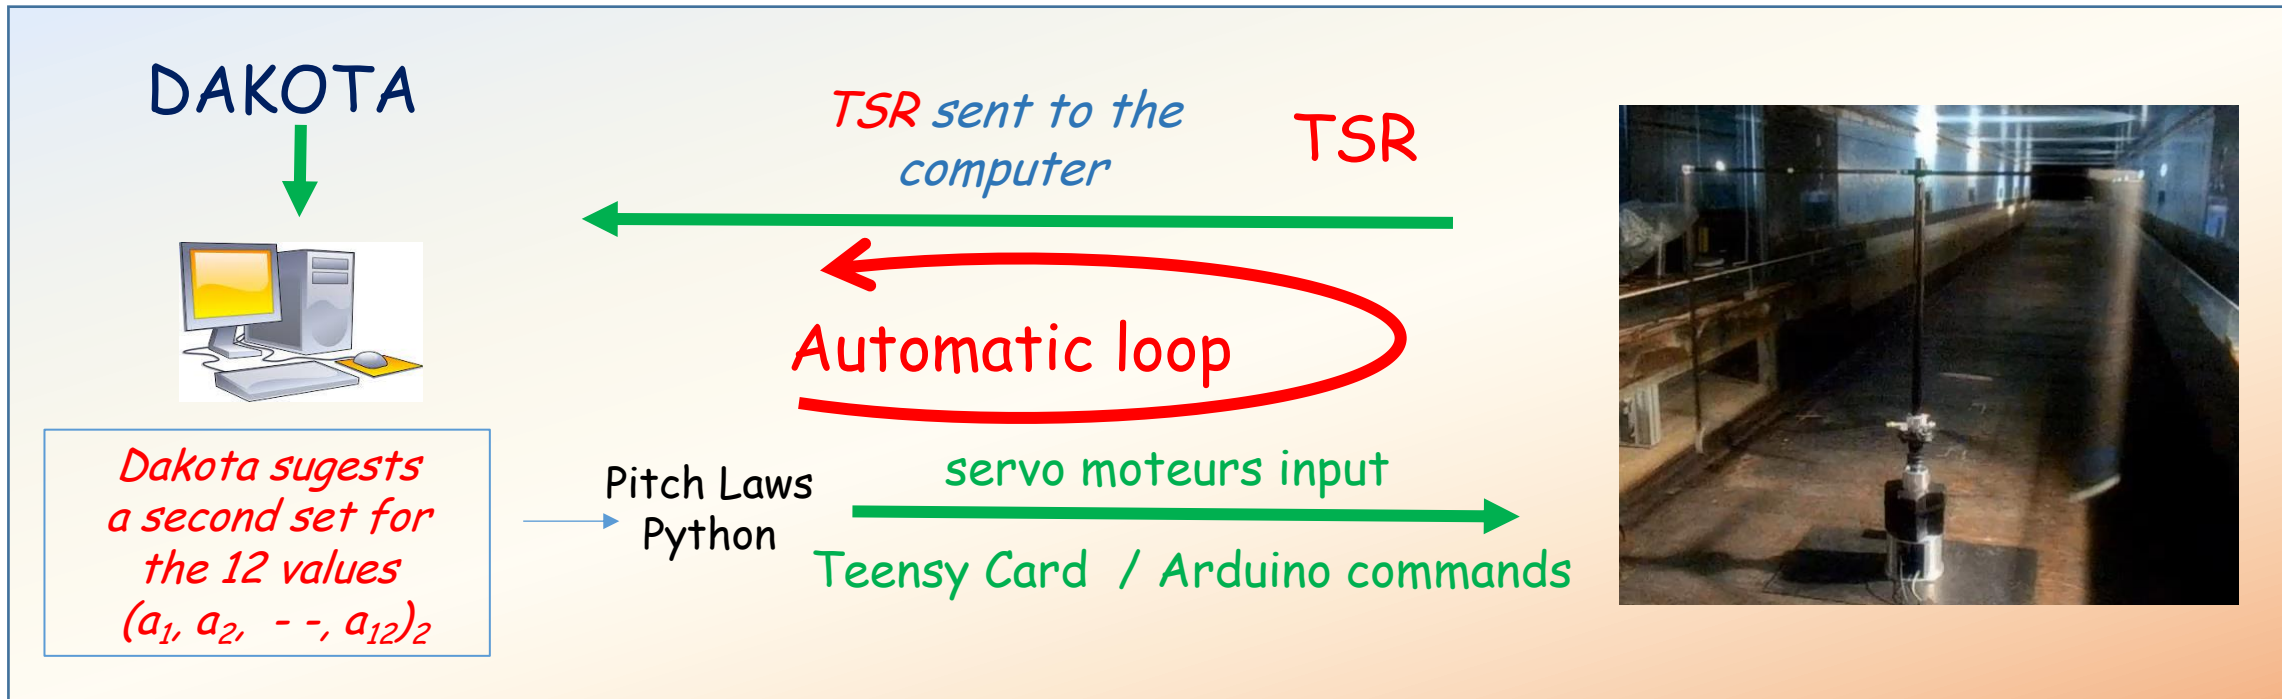 DAKOTA
TSR sent to the
computer
TSR
Automatic loop
Dakota sugests
a second set for
the 12 values
(a₁, a₂, - -, a₁₂)₂
Pitch Laws
Python
servo moteurs input
Teensy Card / Arduino commands